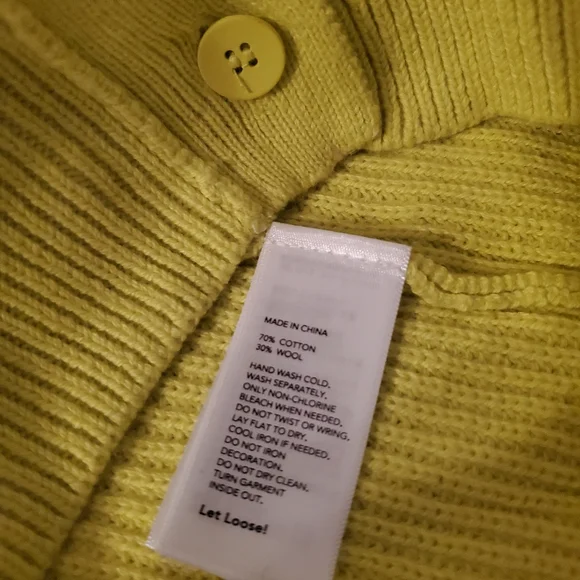 MADE IN CHINA
70% COTTON
30% WOOL
HAND WASH COLD.
WASH SEPARATELY.
ONLY NON-CHLORINE
BLEACH WHEN NEEDED.
DO NOT TWIST OR WRING.
LAY FLAT TO DRY.
COOL IRON IF NEEDED.
DO NOT IRON
DECORATION.
DO NOT DRY CLEAN.
TURN GARMENT
INSIDE OUT.
Let Loose!